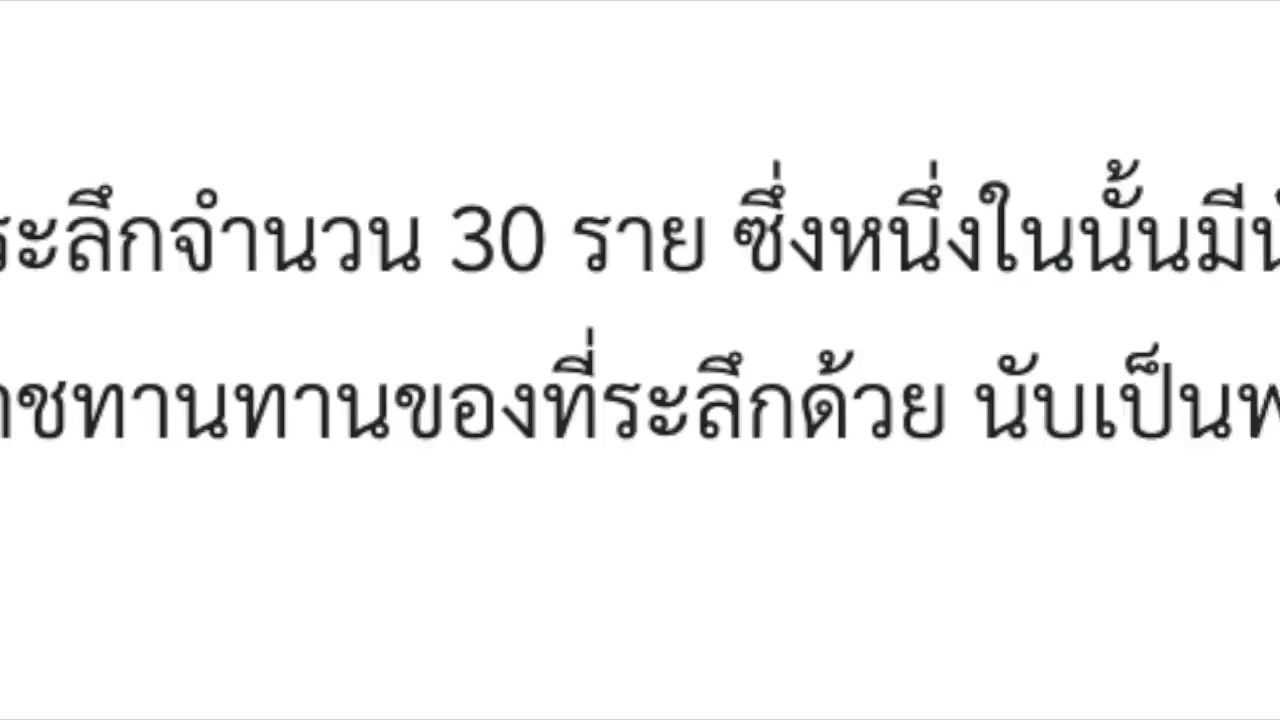 ระลึกจำนวน 30 ราย ซึ่งหนึ่งในนั้นมี
าชทานทานของที่ระลึกด้วย นับเป็น